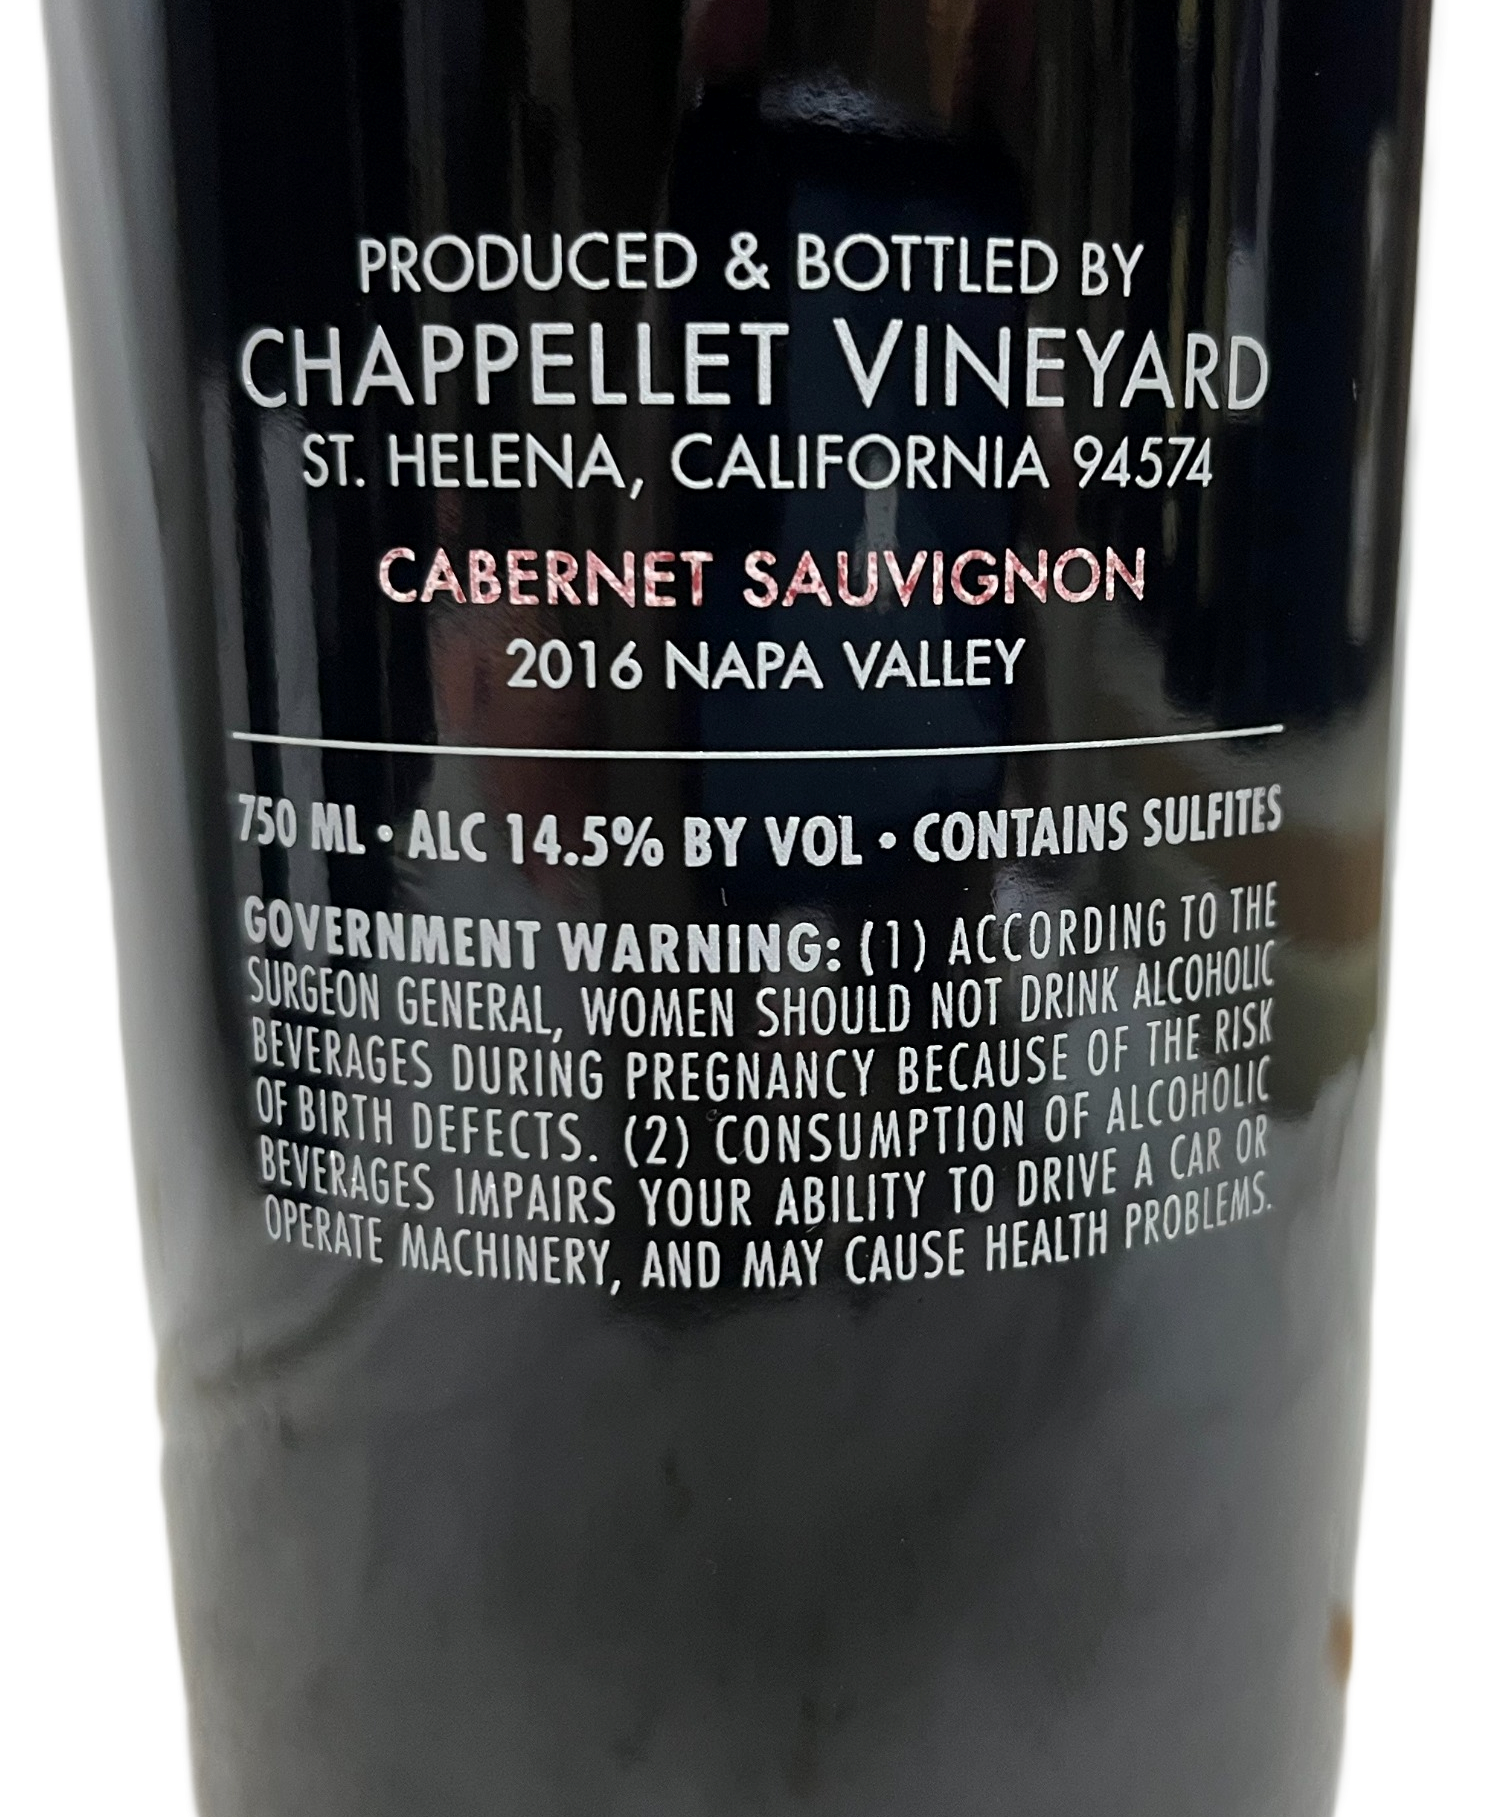 PRODUCED & BOTTLED BY
CHAPPELLET VINEYARD
ST. HELENA, CALIFORNIA 94574
CABERNET SAUVIGNON
2016 NAPA VALLEY
750 ML • ALC 14.5% BY VOL • CONTAINS SULFITES
GOVERNMENT WARNING: (1) ACCORDING TO THE
SURGEON GENERAL, WOMEN SHOULD NOT DRINK ALCOHOLIC
BEVERAGES DURING PREGNANCY BECAUSE OF THE RISK
OF BIRTH DEFECTS. (2) CONSUMPTION OF ALCOHOLIC
BEVERAGES IMPAIRS YOUR ABILITY TO DRIVE A CAR OR
OPERATE MACHINERY, AND MAY CAUSE HEALTH PROBLEMS.